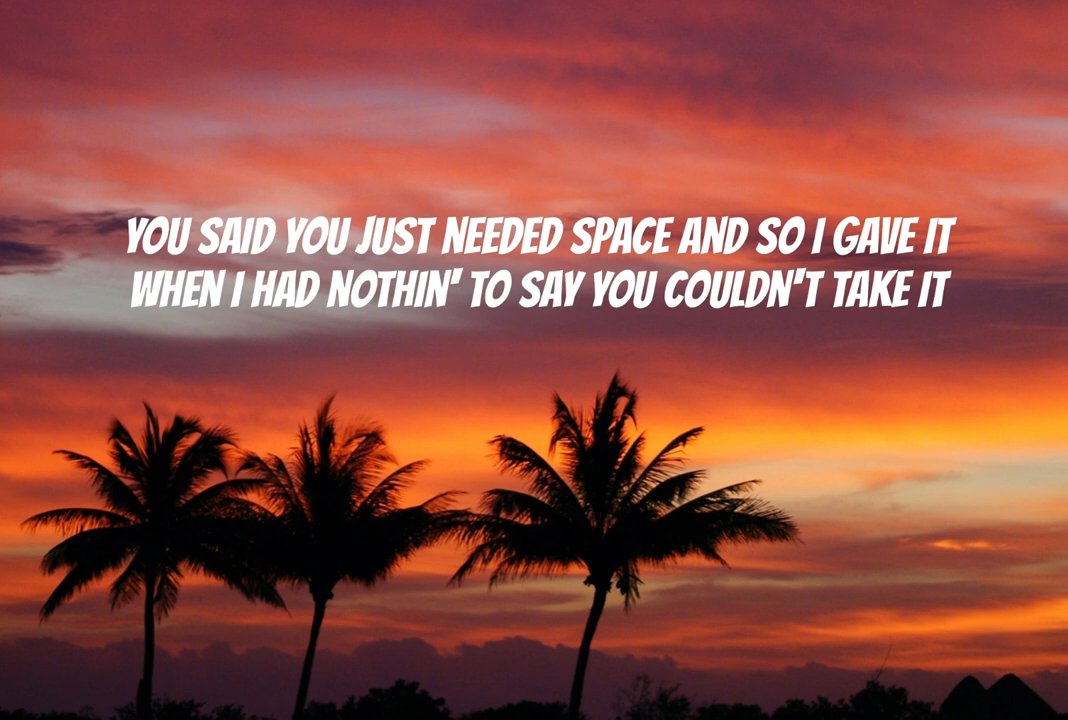 YOU SAID YOU JUST NEEDED SPACE AND SO I GAVE IT
WHEN I HAD NOTHIN' TO SAY YOU COULDN'T TAKE IT